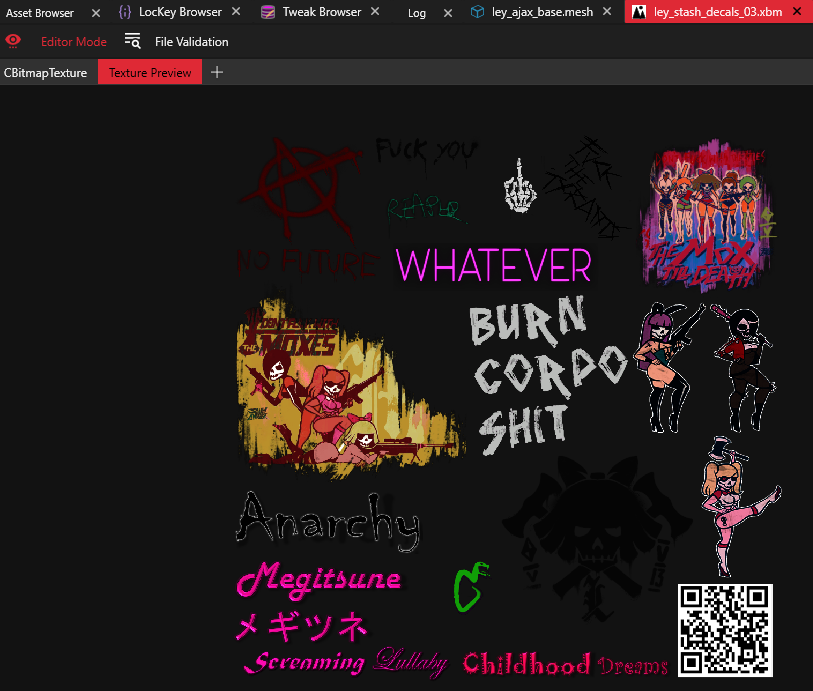 Asset Browser
LocKey Browser
Tweak Browser
Log
ley_ajax_base.mesh
ley_stash_decals_03.xbm
Editor Mode
File Validation
CBitmapTexture
Texture Preview
FUCK YOU
REAPER
NO FUTURE
WHATEVER
THE MOX
THE DEATH
THE MOXES
BURN
CORPO
SHIT
Anarchy
Megitsune
メギツネ
Screaming Lullaby Childhood Dreams